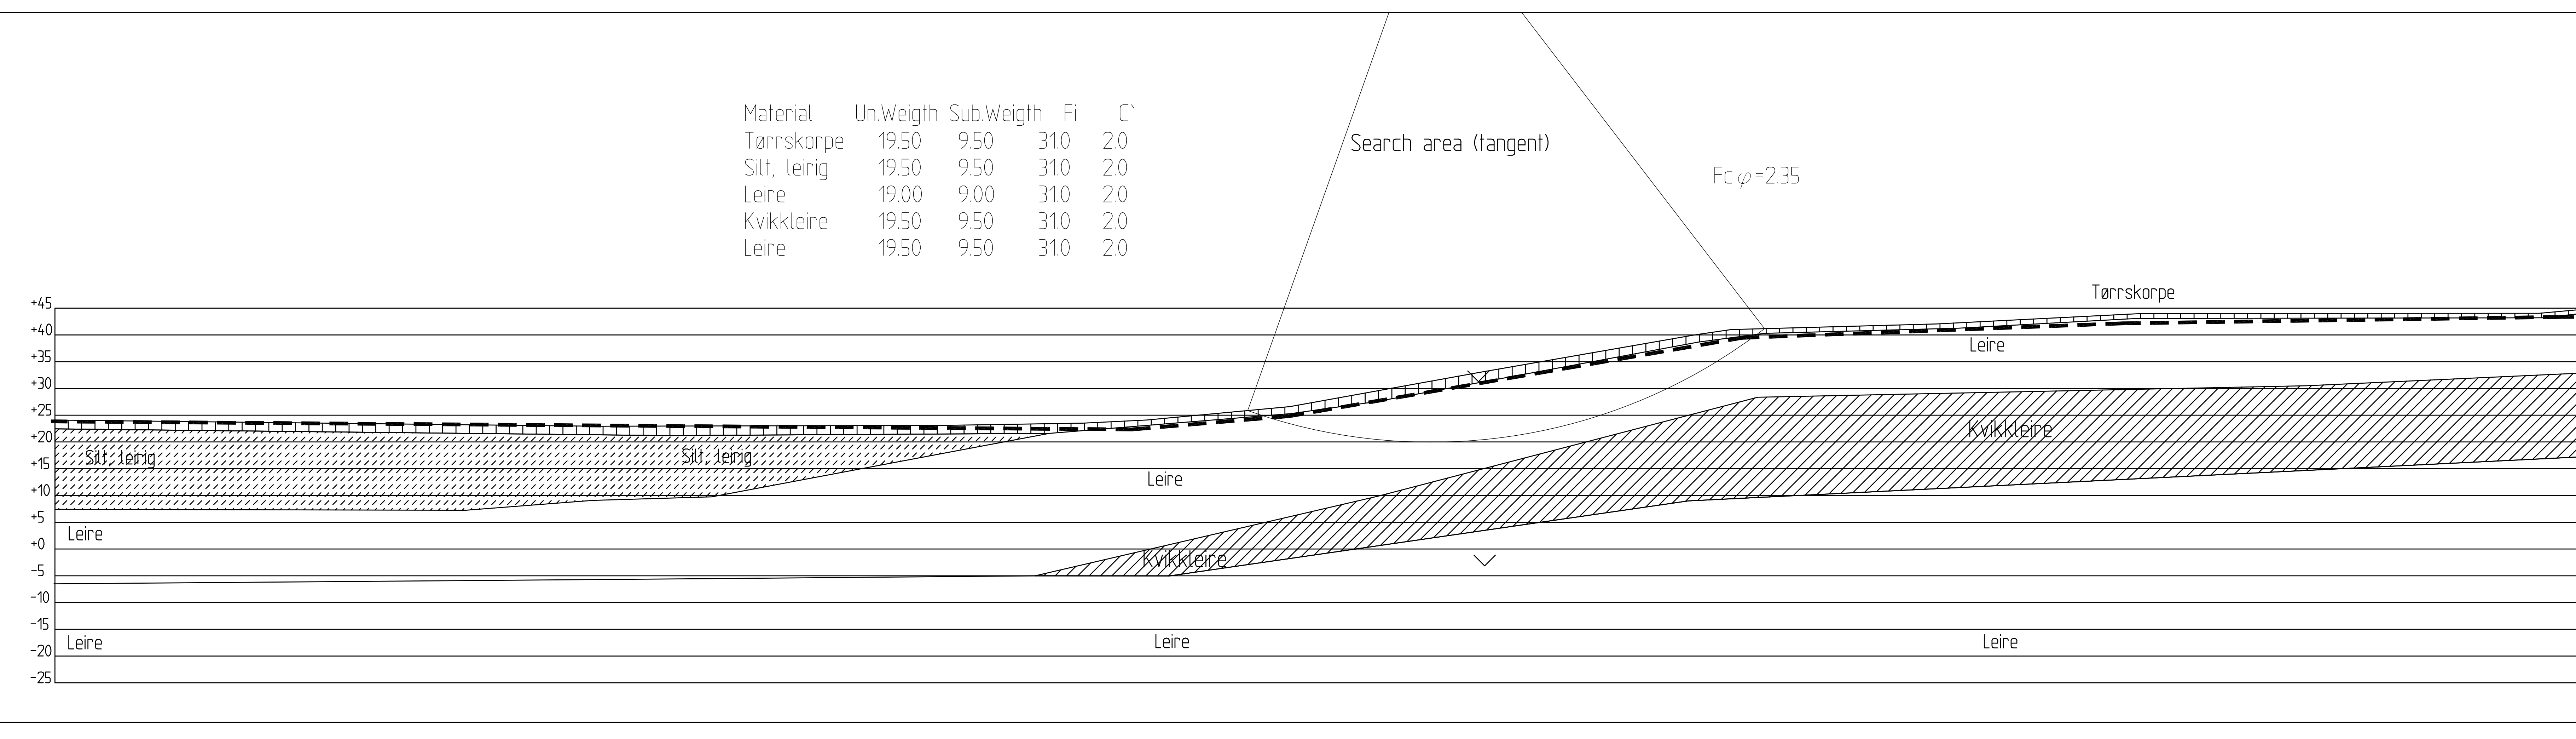 Material Un.Weigth Sub.Weigth Fi C`
Tørrskorpe 19.50 9.50 31.0 2.0
Silt, leirig 19.50 9.50 31.0 2.0
Leire 19.00 9.00 31.0 2.0
Kvikkleire 19.50 9.50 31.0 2.0
Leire 19.50 9.50 31.0 2.0
Search area (tangent)
Fc φ=2.35
Tørrskorpe
+45
+40
Leire
+35
+30
+25
Kvikkleire
+20
Silt, leirig
Silt, leirig
+15
Leire
+10
+5
Leire
+0
Kvikkleire
-5
-10
-15
Leire
Leire
Leire
-20
-25